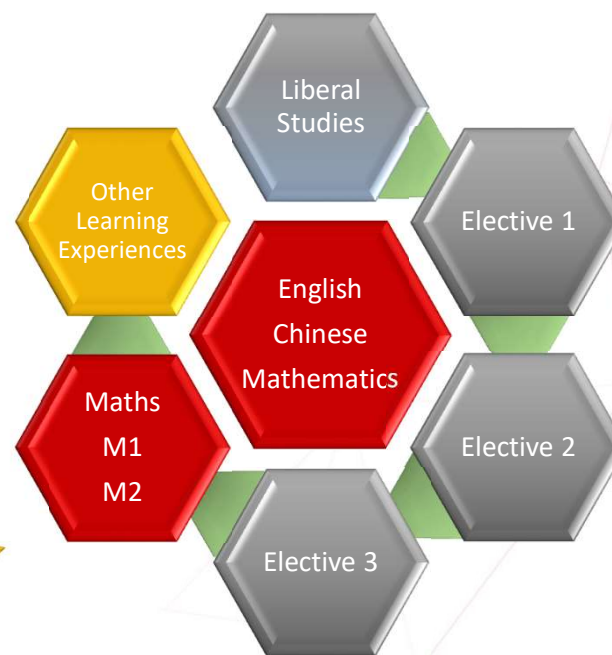 Liberal
Studies
Other
Learning
Experiences
Elective 1
English
Chinese
Mathematics
Maths
M1
M2
Elective 2
Elective 3